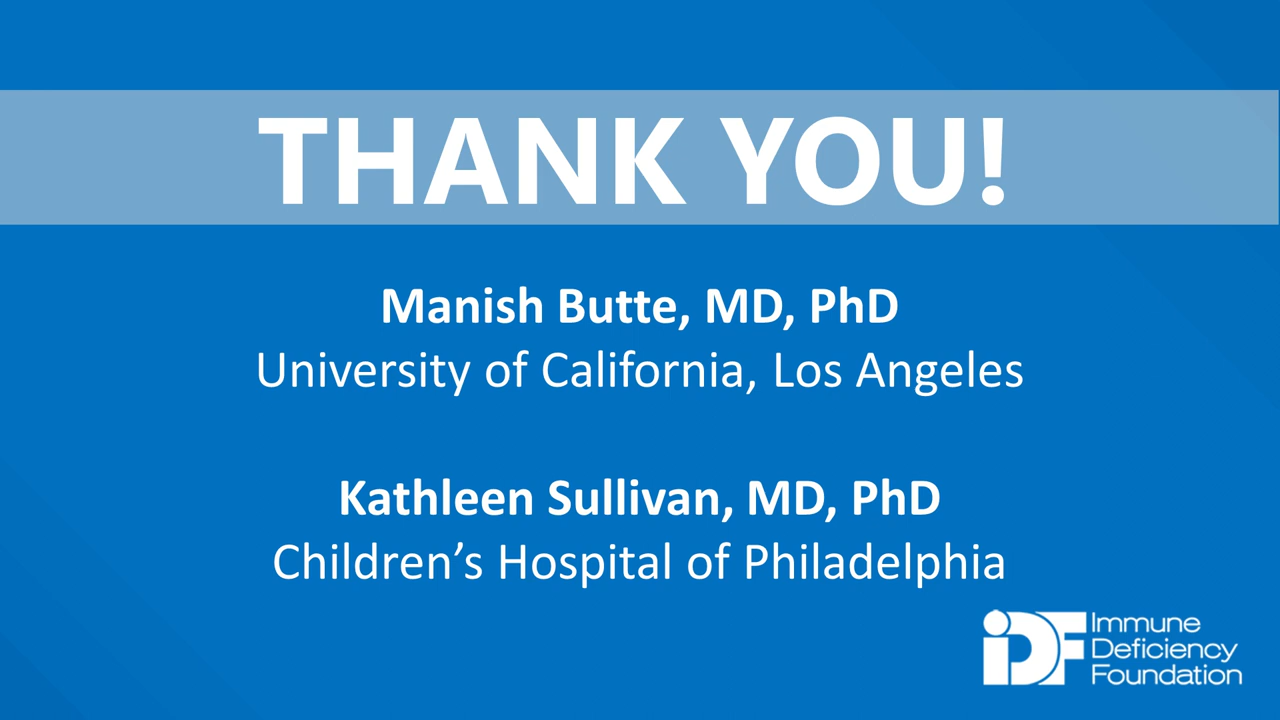 THANK YOU!
Manish Butte, MD, PhD
University of California, Los Angeles
Kathleen Sullivan, MD, PhD
Children’s Hospital of Philadelphia
iDF
Immune
Deficiency
Foundation